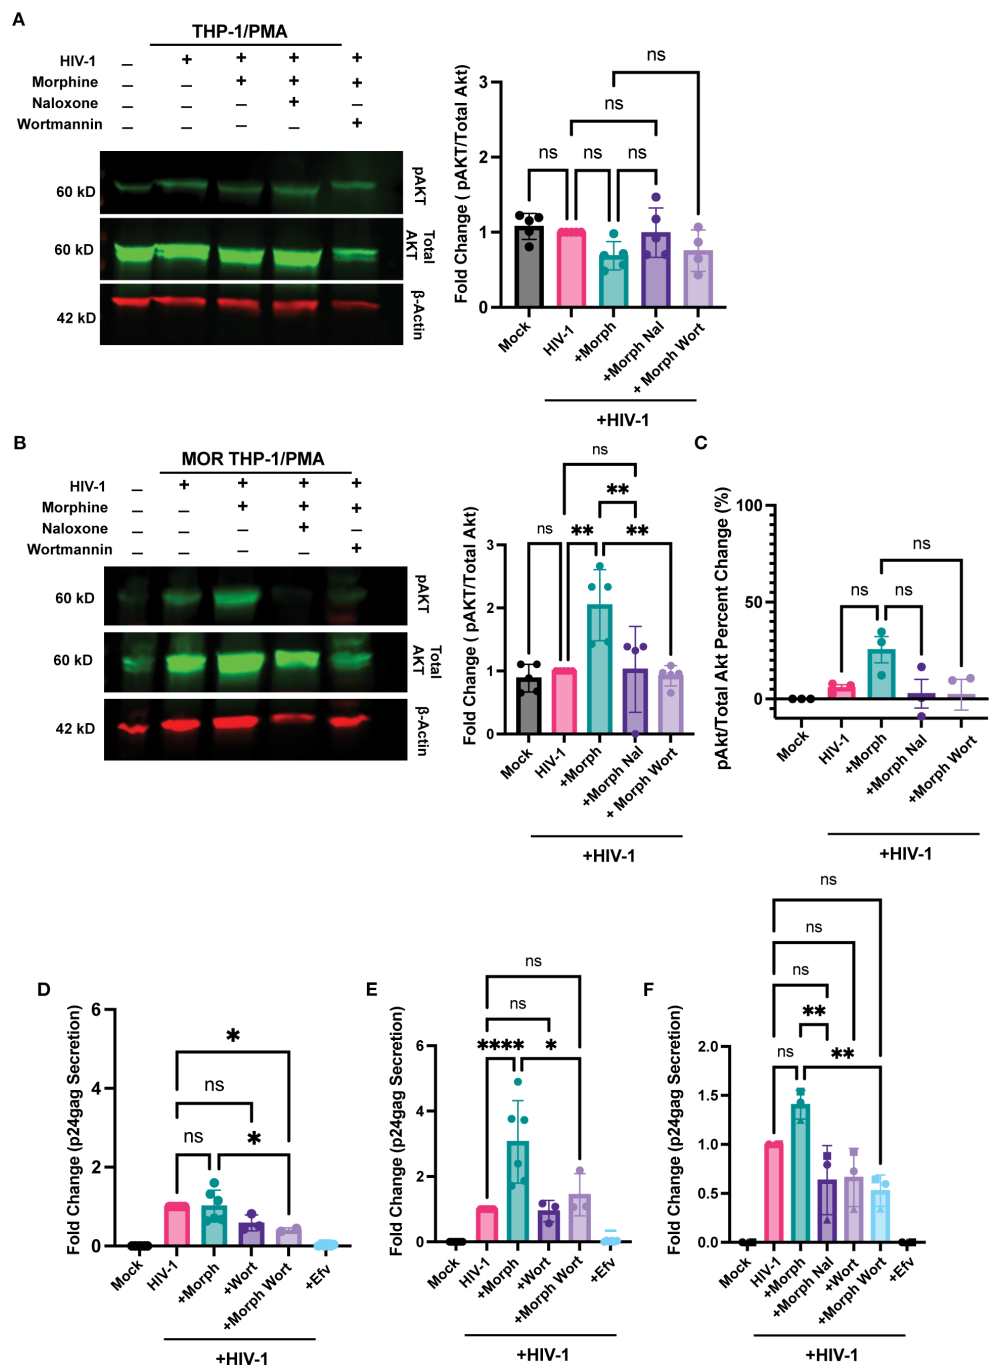 A
THP-1/PMA
HIV-1 – + + + +
Morphine – – + + +
Naloxone – – – + –
Wortmannin – – – – +
60 kD
pAKT
60 kD
Total AKT
42 kD
β-Actin
Fold Change ( pAKT/Total Akt)
3
2
1
0
ns
ns
ns ns ns
Mock
HIV-1
+Morph
+Morph Nal
+ Morph Wort
+HIV-1
B
MOR THP-1/PMA
HIV-1 – + + + +
Morphine – – + + +
Naloxone – – – + –
Wortmannin – – – – +
60 kD
pAKT
60 kD
Total AKT
42 kD
β-Actin
Fold Change ( pAKT/Total Akt)
3
2
1
0
ns
**
ns ** **
Mock
HIV-1
+Morph
+Morph Nal
+ Morph Wort
+HIV-1
C
pAkt/Total Akt Percent Change (%)
100
50
0
ns
ns ns
Mock
HIV-1
+Morph
+Morph Nal
+Morph Wort
+HIV-1
D
Fold Change (p24gag Secretion)
6
4
2
0
*
ns
ns *
Mock
HIV-1
+Morph
+Wort
+Morph Wort
+Efv
+HIV-1
E
Fold Change (p24gag Secretion)
6
4
2
0
ns
ns
**** *
Mock
HIV-1
+Morph
+Wort
+Morph Wort
+Efv
+HIV-1
F
Fold Change (p24gag Secretion)
2.0
1.5
1.0
0.5
0.0
ns
ns
ns
**
ns **
Mock
HIV-1
+Morph
+Morph Nal
+Wort
+Morph Wort
+Efv
+HIV-1